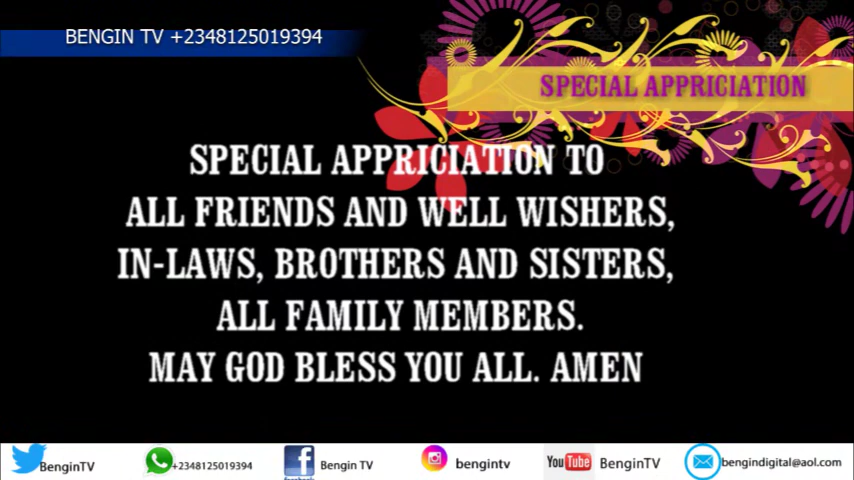 BENGIN TV +2348125019394
SPECIAL APPRICIATION
SPECIAL APPRICIATION TO
ALL FRIENDS AND WELL WISHERS,
IN-LAWS, BROTHERS AND SISTERS,
ALL FAMILY MEMBERS.
MAY GOD BLESS YOU ALL. AMEN
BenginTV +2348125019394 Bengin TV bengintv YouTube BenginTV bengindigital@aol.com